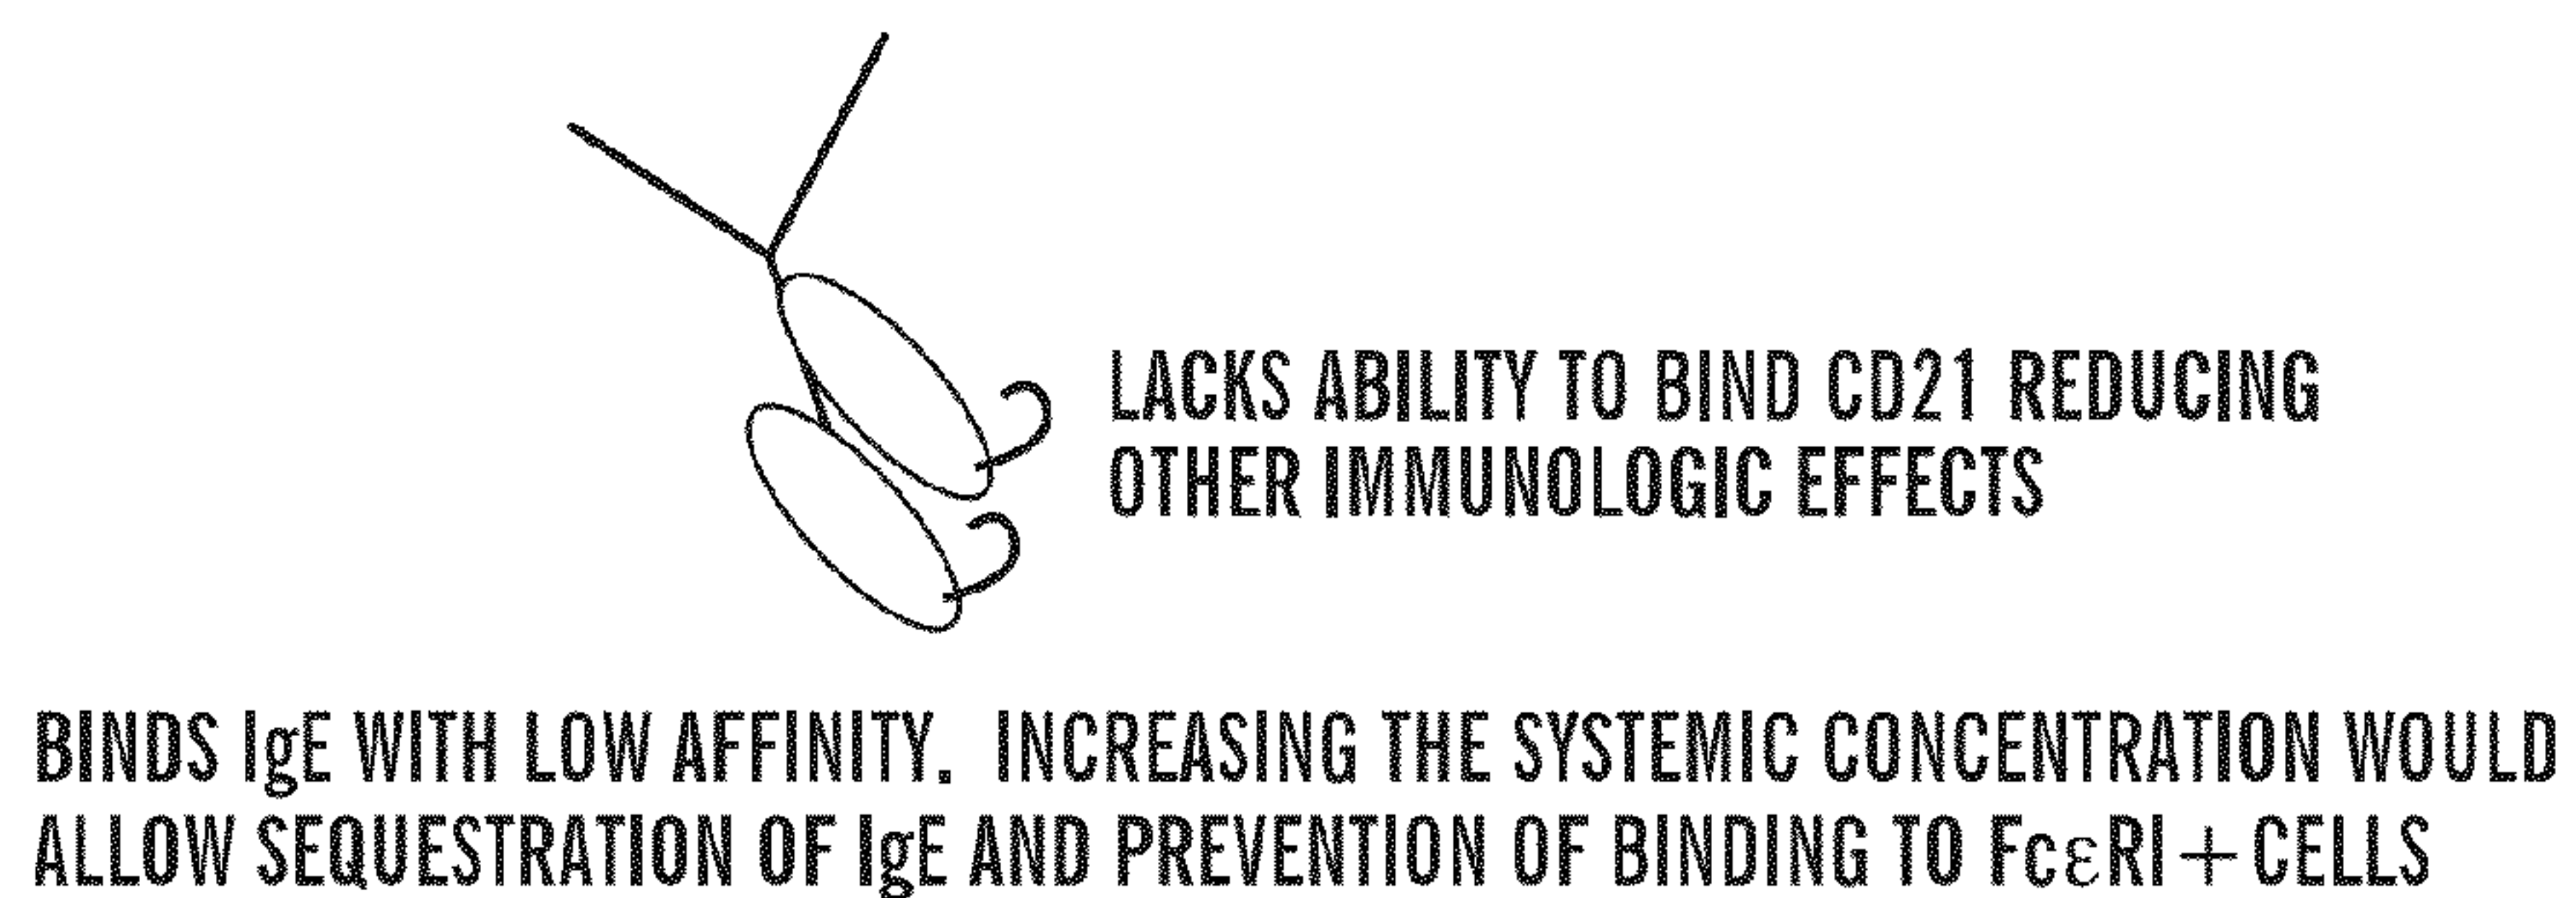 LACKS ABILITY TO BIND CD21 REDUCING
OTHER IMMUNOLOGIC EFFECTS
BINDS IgE WITH LOW AFFINITY. INCREASING THE SYSTEMIC CONCENTRATION WOULD
ALLOW SEQUESTRATION OF IgE AND PREVENTION OF BINDING TO FcεRI+CELLS